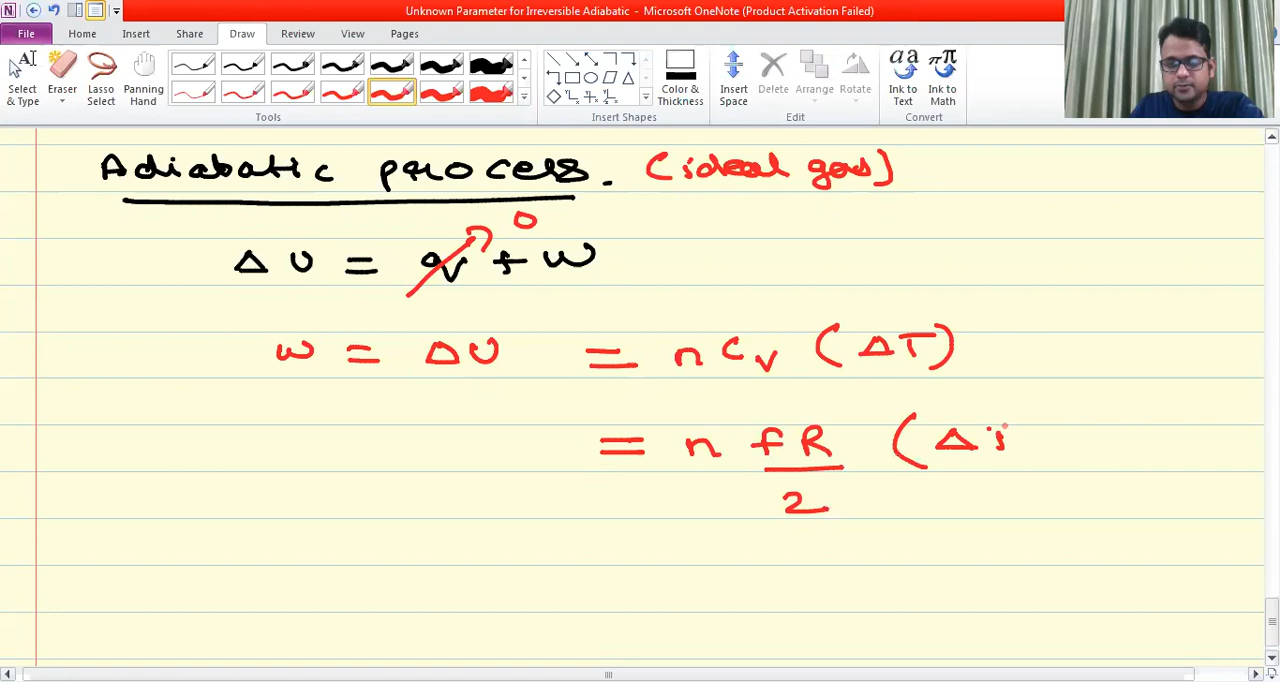 Unknown Parameter for Irreversible Adiabatic - Microsoft OneNote (Product Activation Failed)
File Home Insert Share Draw Review View Pages
Select & Type
Eraser
Lasso Select
Panning Hand
Color & Thickness
Insert Space
Delete
Arrange
Rotate
Ink to Text
Ink to Math
Tools
Insert Shapes
Edit
Convert
Adiabatic process. (ideal gas)
0
ΔU = q + w
w = ΔU = n Cv (ΔT)
= n fR/2 (Δ